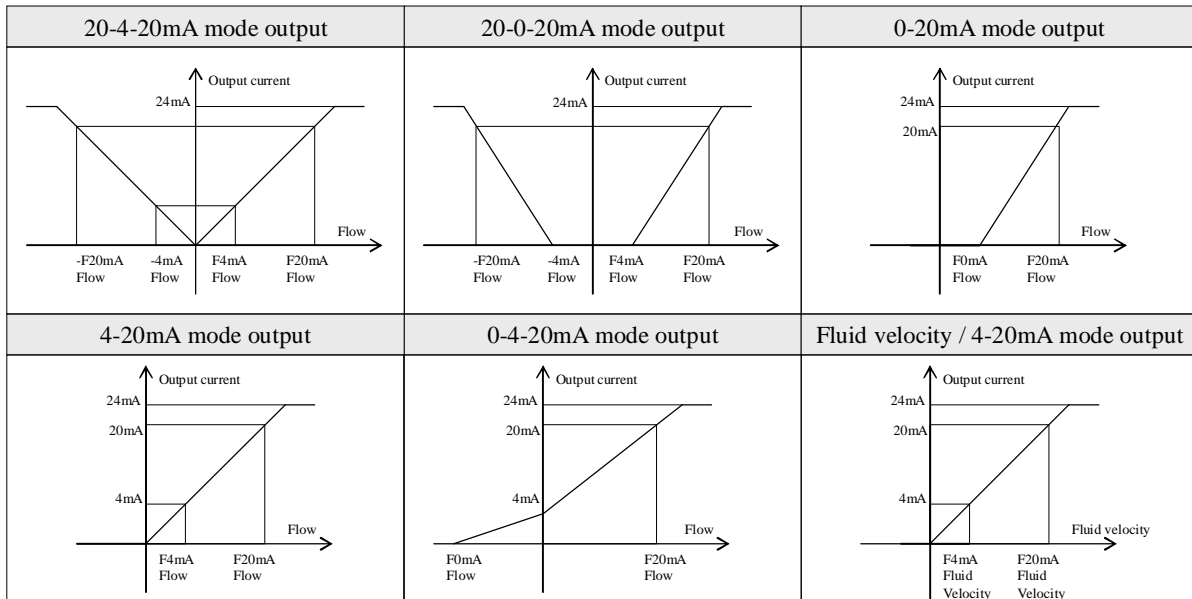 20-4-20mA mode output
20-0-20mA mode output
0-20mA mode output
Output current
24mA
Flow
-F20mA
Flow
-4mA
Flow
F4mA
Flow
F20mA
Flow
Output current
24mA
Flow
-F20mA
Flow
-4mA
Flow
F4mA
Flow
F20mA
Flow
Output current
24mA
20mA
Flow
F0mA
Flow
F20mA
Flow
4-20mA mode output
0-4-20mA mode output
Fluid velocity / 4-20mA mode output
Output current
24mA
20mA
4mA
Flow
F4mA
Flow
F20mA
Flow
Output current
24mA
20mA
4mA
Flow
F0mA
Flow
F20mA
Flow
Output current
24mA
20mA
4mA
Fluid velocity
F4mA
Fluid
Velocity
F20mA
Fluid
Velocity